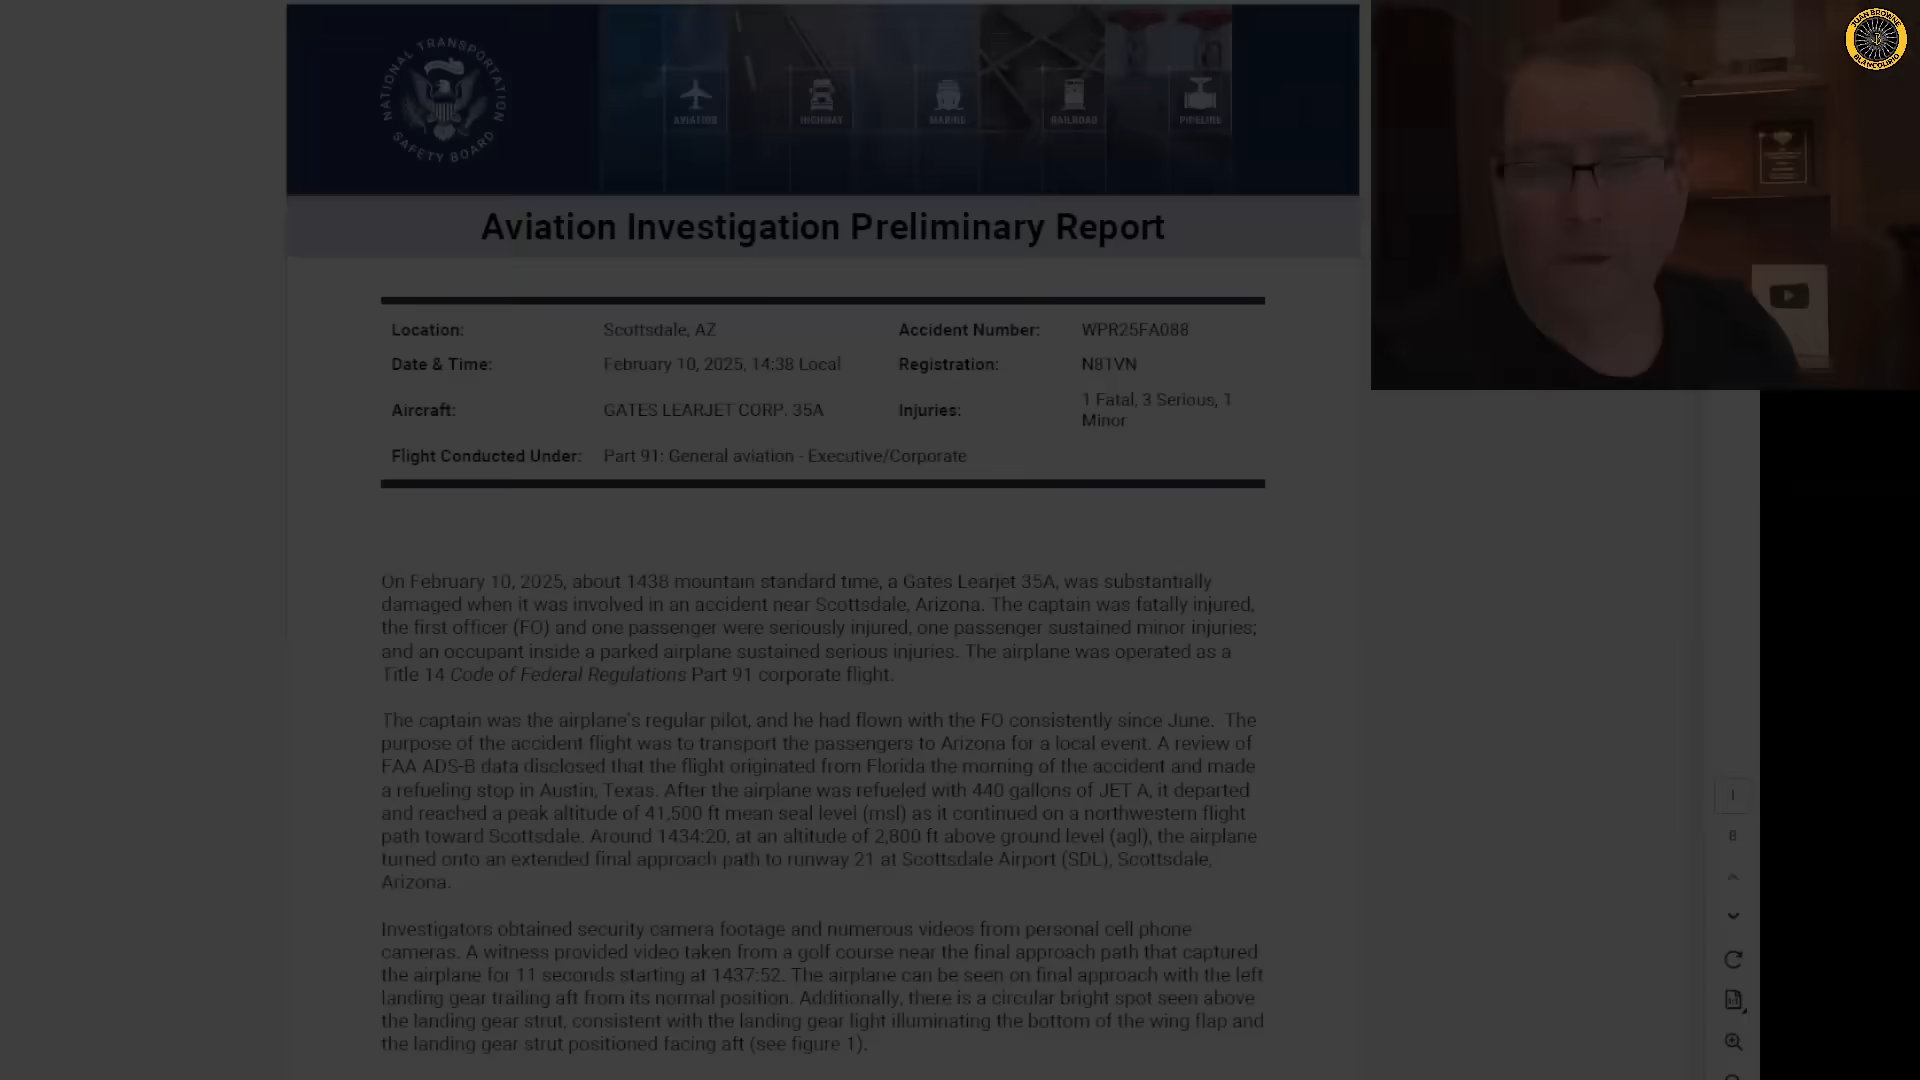 NATIONAL TRANSPORTATION
SAFETY BOARD
AVIATION
HIGHWAY
MARINE
RAILROAD
PIPELINE
JUAN BROWNE
BLANCOLIRIO
Aviation Investigation Preliminary Report
Location: Scottsdale, AZ Accident Number: WPR25FA088
Date & Time: February 10, 2025, 14:38 Local Registration: N81VN
Aircraft: GATES LEARJET CORP. 35A Injuries: 1 Fatal, 3 Serious, 1
Minor
Flight Conducted Under: Part 91: General aviation - Executive/Corporate
On February 10, 2025, about 1438 mountain standard time, a Gates Learjet 35A, was substantially
damaged when it was involved in an accident near Scottsdale, Arizona. The captain was fatally injured,
the first officer (FO) and one passenger were seriously injured, one passenger sustained minor injuries;
and an occupant inside a parked airplane sustained serious injuries. The airplane was operated as a
Title 14 Code of Federal Regulations Part 91 corporate flight.
The captain was the airplane's regular pilot, and he had flown with the FO consistently since June. The
purpose of the accident flight was to transport the passengers to Arizona for a local event. A review of
FAA ADS-B data disclosed that the flight originated from Florida the morning of the accident and made
a refueling stop in Austin, Texas. After the airplane was refueled with 440 gallons of JET A, it departed
and reached a peak altitude of 41,500 ft mean seal level (msl) as it continued on a northwestern flight
path toward Scottsdale. Around 1434:20, at an altitude of 2,800 ft above ground level (agl), the airplane
turned onto an extended final approach path to runway 21 at Scottsdale Airport (SDL), Scottsdale,
Arizona.
Investigators obtained security camera footage and numerous videos from personal cell phone
cameras. A witness provided video taken from a golf course near the final approach path that captured
the airplane for 11 seconds starting at 1437:52. The airplane can be seen on final approach with the left
landing gear trailing aft from its normal position. Additionally, there is a circular bright spot seen above
the landing gear strut, consistent with the landing gear light illuminating the bottom of the wing flap and
the landing gear strut positioned facing aft (see figure 1).
8